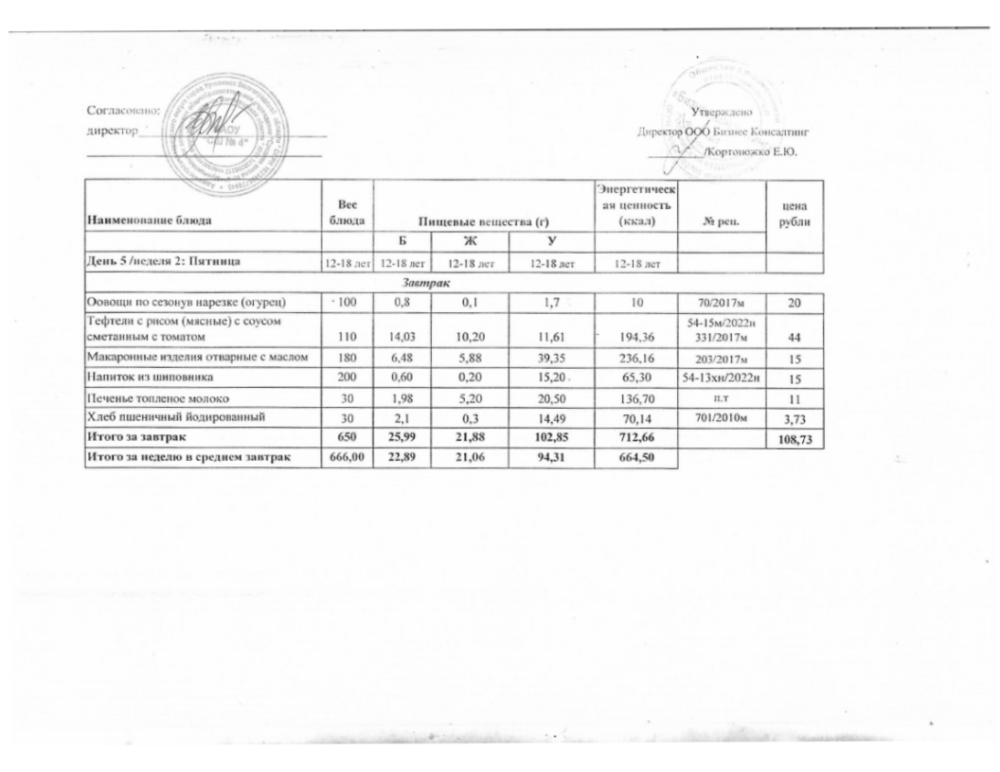 Согласовано:
директор
АОУ
СШ № 4"
Утверждено
Директор ООО Бизнес Консалтинг
/Кортоножко Е.Ю.
Наименование блюда Вес блюда Пищевые вещества (г) Энергетическ ая ценность (ккал) № рец. цена рубли
Б Ж У
День 5 /неделя 2: Пятница 12-18 лет 12-18 лет 12-18 лет 12-18 лет 12-18 лет
Завтрак
Оовощи по сезонув нарезке (огурец) 100 0,8 0,1 1,7 10 70/2017м 20
Тефтели с рисом (мясные) с соусом сметанным с томатом 110 14,03 10,20 11,61 194,36 54-15м/2022н 331/2017м 44
Макаронные изделия отварные с маслом 180 6,48 5,88 39,35 236,16 203/2017м 15
Напиток из шиповника 200 0,60 0,20 15,20 65,30 54-13хн/2022н 15
Печенье топленое молоко 30 1,98 5,20 20,50 136,70 п.т 11
Хлеб пшеничный йодированный 30 2,1 0,3 14,49 70,14 701/2010м 3,73
Итого за завтрак 650 25,99 21,88 102,85 712,66 108,73
Итого за неделю в среднем завтрак 666,00 22,89 21,06 94,31 664,50